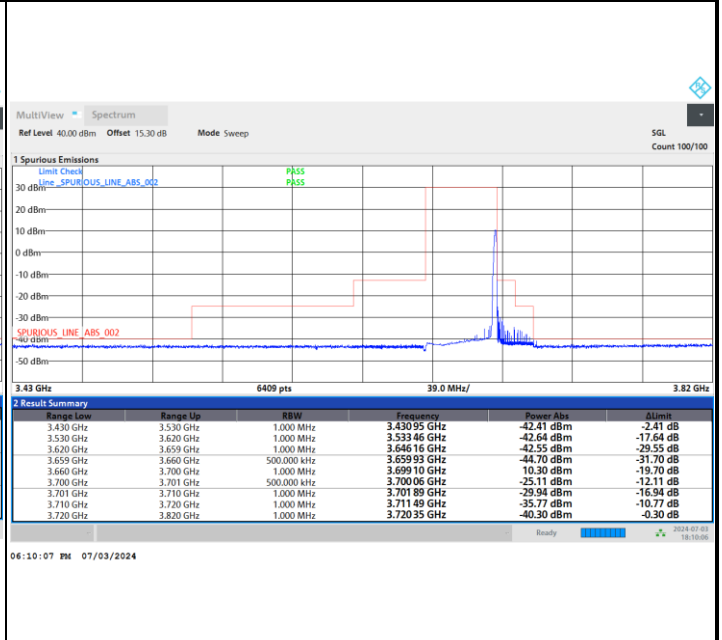 MultiView Spectrum
Ref Level 40.00 dBm Offset 15.30 dB Mode Sweep SGL
Count 100/100
1 Spurious Emissions
Limit Check PASS
Line _SPURIOUS_LINE_ABS_002 PASS
30 dBm
20 dBm
10 dBm
0 dBm
-10 dBm
-20 dBm
-30 dBm
SPURIOUS_LINE_ABS_002
-40 dBm
-50 dBm
3.43 GHz 6409 pts 39.0 MHz/ 3.82 GHz
2 Result Summary
Range Low Range Up RBW Frequency Power Abs ΔLimit
3.430 GHz 3.530 GHz 1.000 MHz 3.430 95 GHz -42.41 dBm -2.41 dB
3.530 GHz 3.620 GHz 1.000 MHz 3.533 46 GHz -42.64 dBm -17.64 dB
3.620 GHz 3.659 GHz 1.000 MHz 3.646 16 GHz -42.55 dBm -29.55 dB
3.659 GHz 3.660 GHz 500.000 kHz 3.659 93 GHz -44.70 dBm -31.70 dB
3.660 GHz 3.700 GHz 1.000 MHz 3.699 10 GHz 10.30 dBm -19.70 dB
3.700 GHz 3.701 GHz 500.000 kHz 3.700 06 GHz -25.11 dBm -12.11 dB
3.701 GHz 3.710 GHz 1.000 MHz 3.701 89 GHz -29.94 dBm -16.94 dB
3.710 GHz 3.720 GHz 1.000 MHz 3.711 49 GHz -35.77 dBm -10.77 dB
3.720 GHz 3.820 GHz 1.000 MHz 3.720 35 GHz -40.30 dBm -0.30 dB
Ready 2024-07-03
18:10:06
06:10:07 PM 07/03/2024